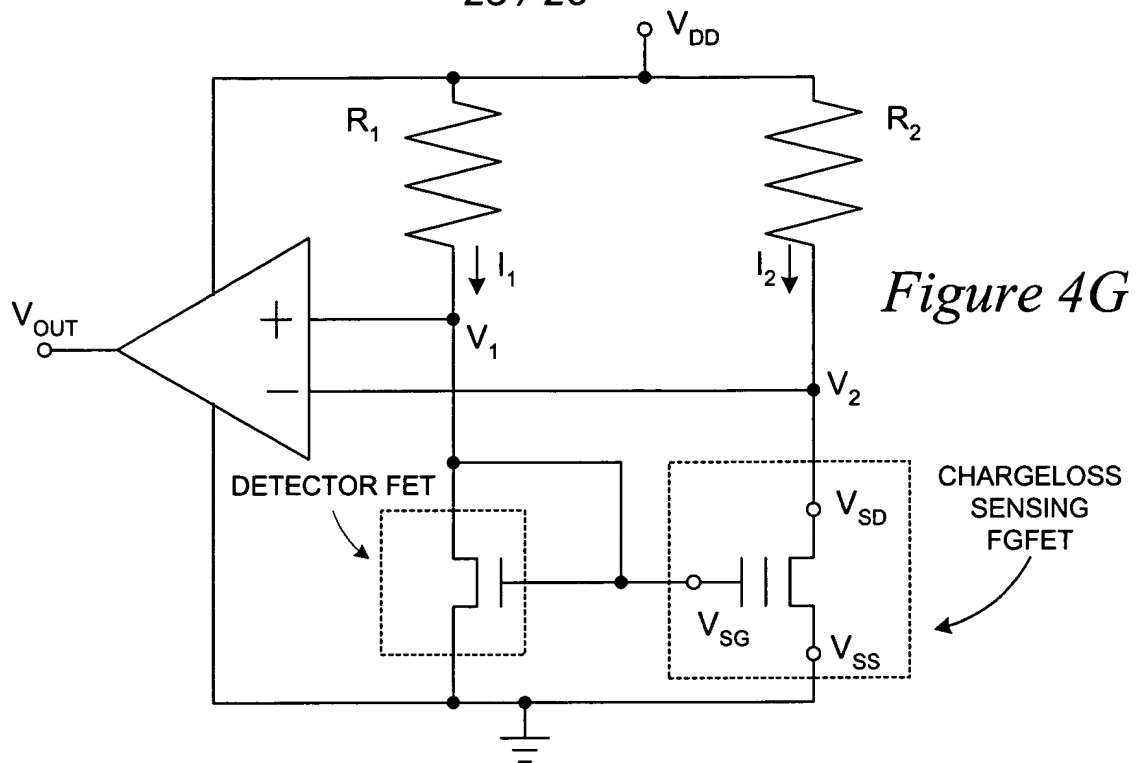 V_DD
R_1
R_2
I_1
I_2
Figure 4G
V_OUT
+
V_1
−
V_2
DETECTOR FET
CHARGELOSS
SENSING
FGFET
V_SD
V_SG
V_SS